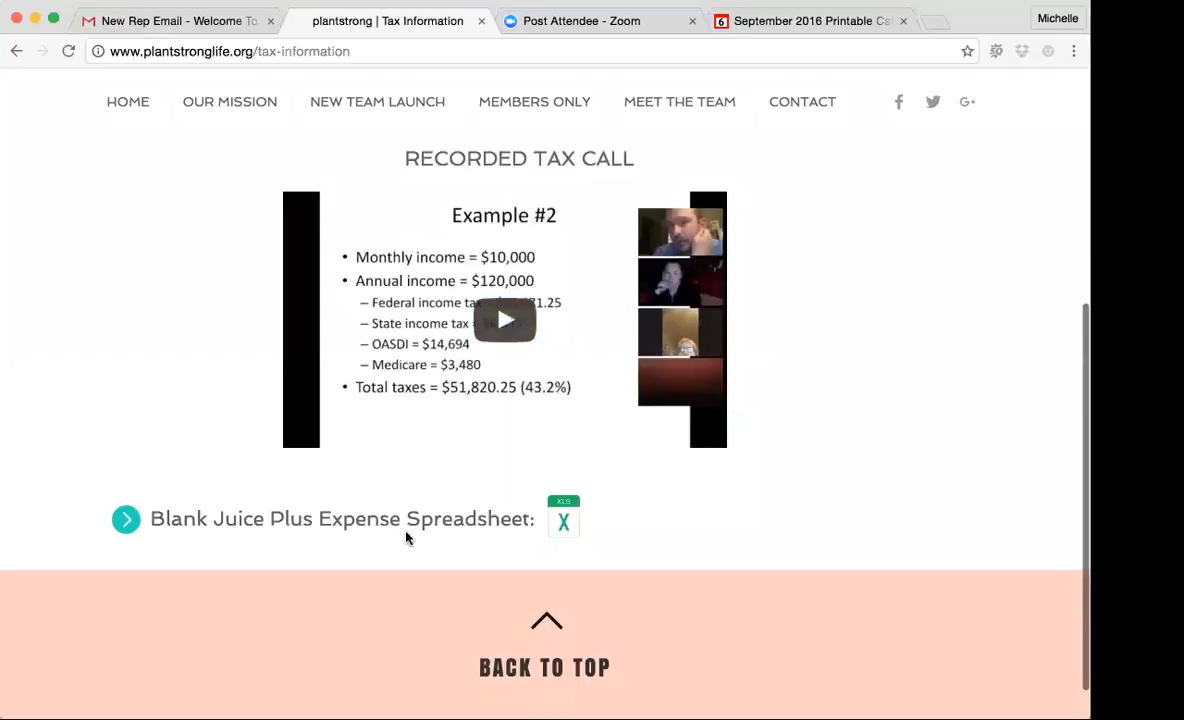 New Rep Email - Welcome To
plantstrong | Tax Information
Post Attendee - Zoom
6
September 2016 Printable Ca
Michelle
www.plantstronglife.org/tax-information
HOME
OUR MISSION
NEW TEAM LAUNCH
MEMBERS ONLY
MEET THE TEAM
CONTACT
G+
RECORDED TAX CALL
Example #2
• Monthly income = $10,000
• Annual income = $120,000
– Federal income tax
– State income tax
– OASDI = $14,694
– Medicare = $3,480
• Total taxes = $51,820.25 (43.2%)
Blank Juice Plus Expense Spreadsheet:
XLS
X
BACK TO TOP